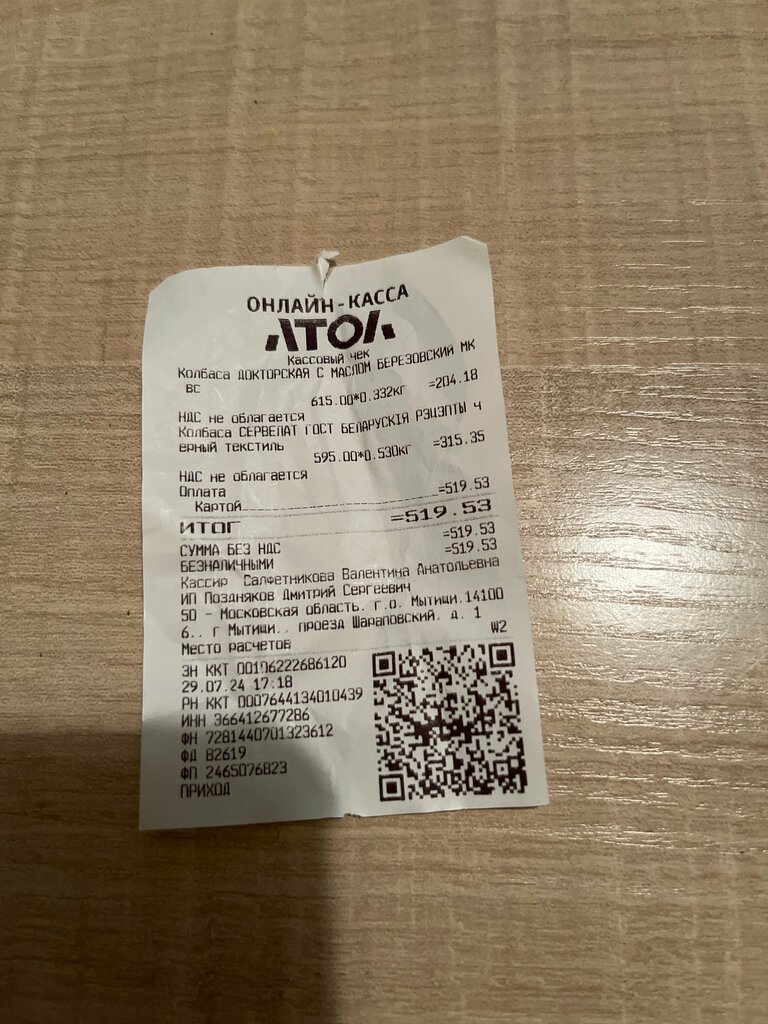 ОНЛАЙН-КАССА
АТОЛ
Кассовый чек
Колбаса ДОКТОРСКАЯ С МАСЛОМ БЕРЕЗОВСКИЙ МК
ВС
615.00*0.332кг =204.18
НДС не облагается
Колбаса СЕРВЕЛАТ ГОСТ БЕЛАРУСКIЯ РЭЦЭПТЫ ч
ерный текстиль
595.00*0.530кг =315.35
НДС не облагается
Оплата
Картой =519.53
ИТОГ =519.53
СУММА БЕЗ НДС =519.53
БЕЗНАЛИЧНЫМИ =519.53
Кассир Салфетникова Валентина Анатольевна
ИП Поздняков Дмитрий Сергеевич
50 - Московская область, г.о. Мытищи,14100
6,, г Мытищи,, проезд Шараповский, д. 1
Место расчетов W2
ЗН ККТ 00106222686120
29.07.24 17:18
РН ККТ 0007644134010439
ИНН 366412677286
ФН 7281440701323612
ФД 82619
ФП 2465076823
ПРИХОД